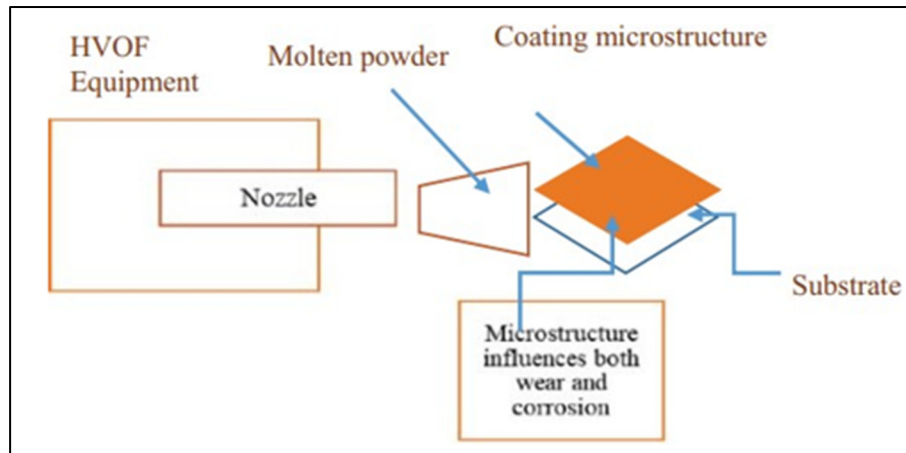 HVOF
Equipment
Molten powder
Coating microstructure
Nozzle
Substrate
Microstructure
influences both
wear and
corrosion